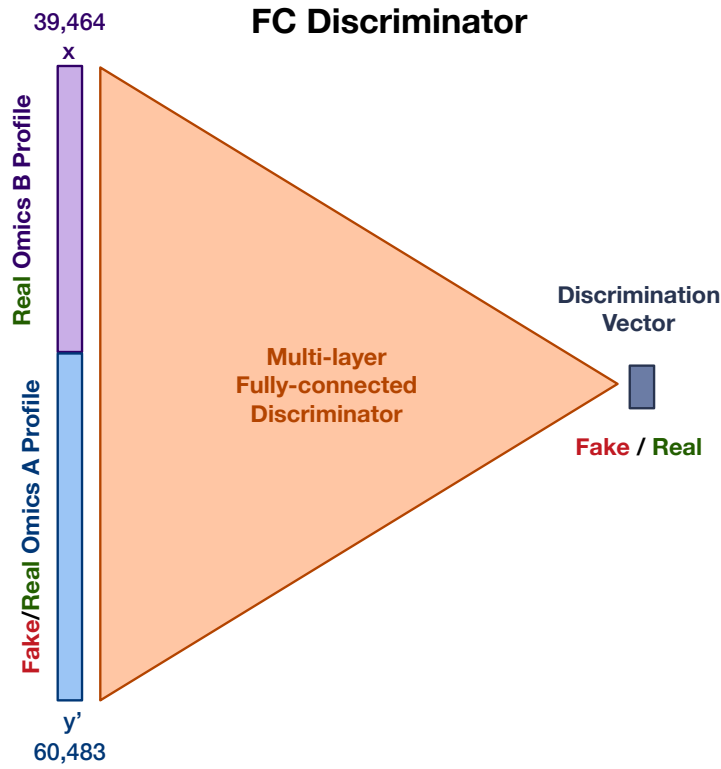 FC Discriminator
39,464
x
Real Omics B Profile
Fake/Real Omics A Profile
y’
60,483
Multi-layer
Fully-connected
Discriminator
Discrimination
Vector
Fake / Real